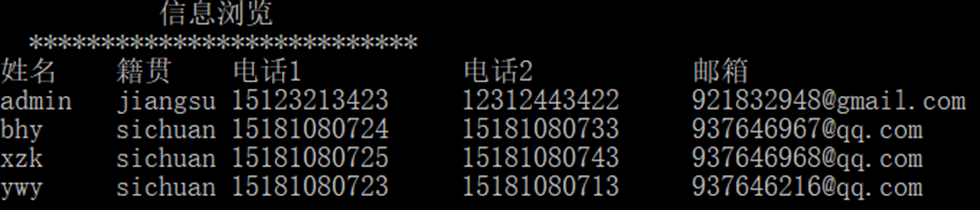 信息浏览
***************************
姓名 籍贯 电话1 电话2 邮箱
admin jiangsu 15123213423 12312443422 921832948@gmail.com
bhy sichuan 15181080724 15181080733 937646967@qq.com
xzk sichuan 15181080725 15181080743 937646968@qq.com
ywy sichuan 15181080723 15181080713 937646216@qq.com